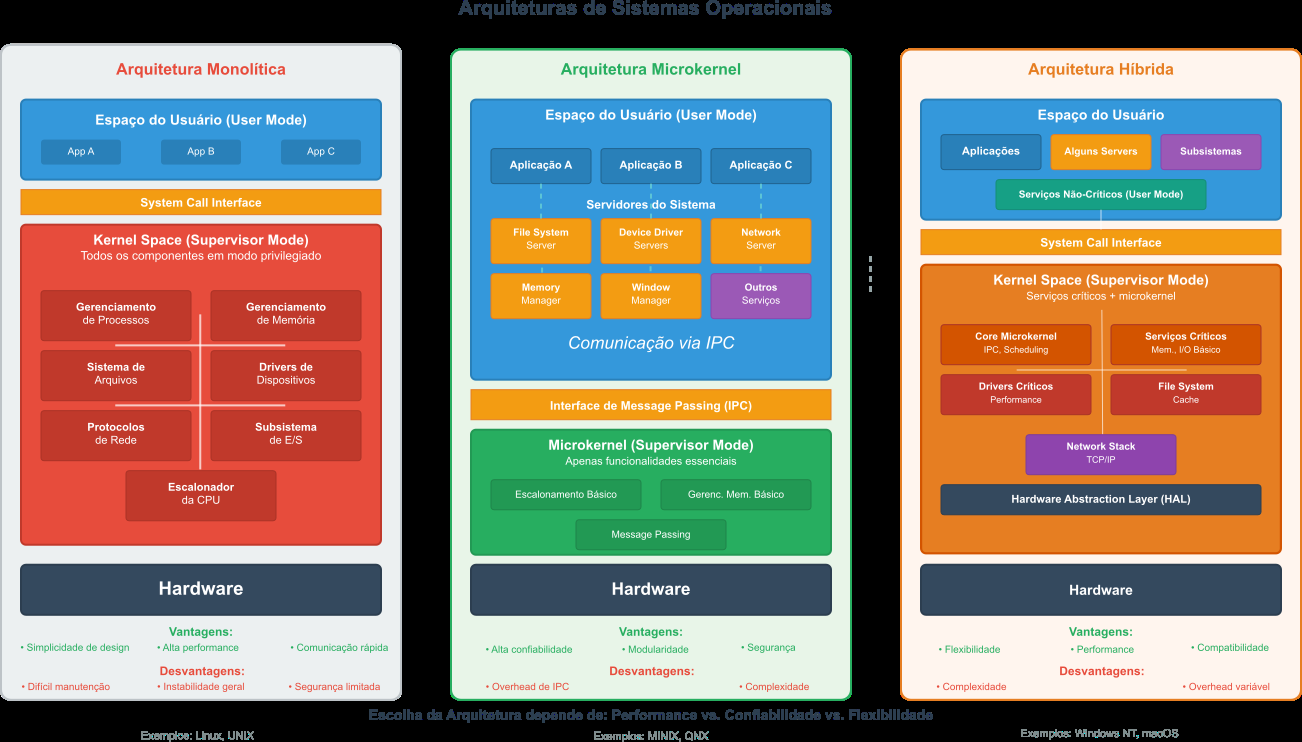 Arquiteturas de Sistemas Operacionais
Arquitetura Monolítica
Espaço do Usuário (User Mode)
App A
App B
App C
System Call Interface
Kernel Space (Supervisor Mode)
Todos os componentes em modo privilegiado
Gerenciamento
de Processos
Gerenciamento
de Memória
Sistema de
Arquivos
Drivers de
Dispositivos
Protocolos
de Rede
Subsistema
de E/S
Escalonador
da CPU
Hardware
Vantagens:
• Simplicidade de design
• Alta performance
• Comunicação rápida
Desvantagens:
• Difícil manutenção
• Instabilidade geral
• Segurança limitada
Arquitetura Microkernel
Espaço do Usuário (User Mode)
Aplicação A
Aplicação B
Aplicação C
Servidores do Sistema
File System
Server
Device Driver
Servers
Network
Server
Memory
Manager
Window
Manager
Outros
Serviços
Comunicação via IPC
Interface de Message Passing (IPC)
Microkernel (Supervisor Mode)
Apenas funcionalidades essenciais
Escalonamento Básico
Gerenc. Mem. Básico
Message Passing
Hardware
Vantagens:
• Alta confiabilidade
• Modularidade
• Segurança
Desvantagens:
• Overhead de IPC
• Complexidade
Arquitetura Híbrida
Espaço do Usuário
Aplicações
Alguns Servers
Subsistemas
Serviços Não-Críticos (User Mode)
System Call Interface
Kernel Space (Supervisor Mode)
Serviços críticos + microkernel
Core Microkernel
IPC, Scheduling
Serviços Críticos
Mem., I/O Básico
Drivers Críticos
Performance
File System
Cache
Network Stack
TCP/IP
Hardware Abstraction Layer (HAL)
Hardware
Vantagens:
• Flexibilidade
• Performance
• Compatibilidade
Desvantagens:
• Complexidade
• Overhead variável
Escolha da Arquitetura depende de: Performance vs. Confiabilidade vs. Flexibilidade
Exemplos: Linux, UNIX
Exemplos: MINIX, QNX
Exemplos: Windows NT, macOS